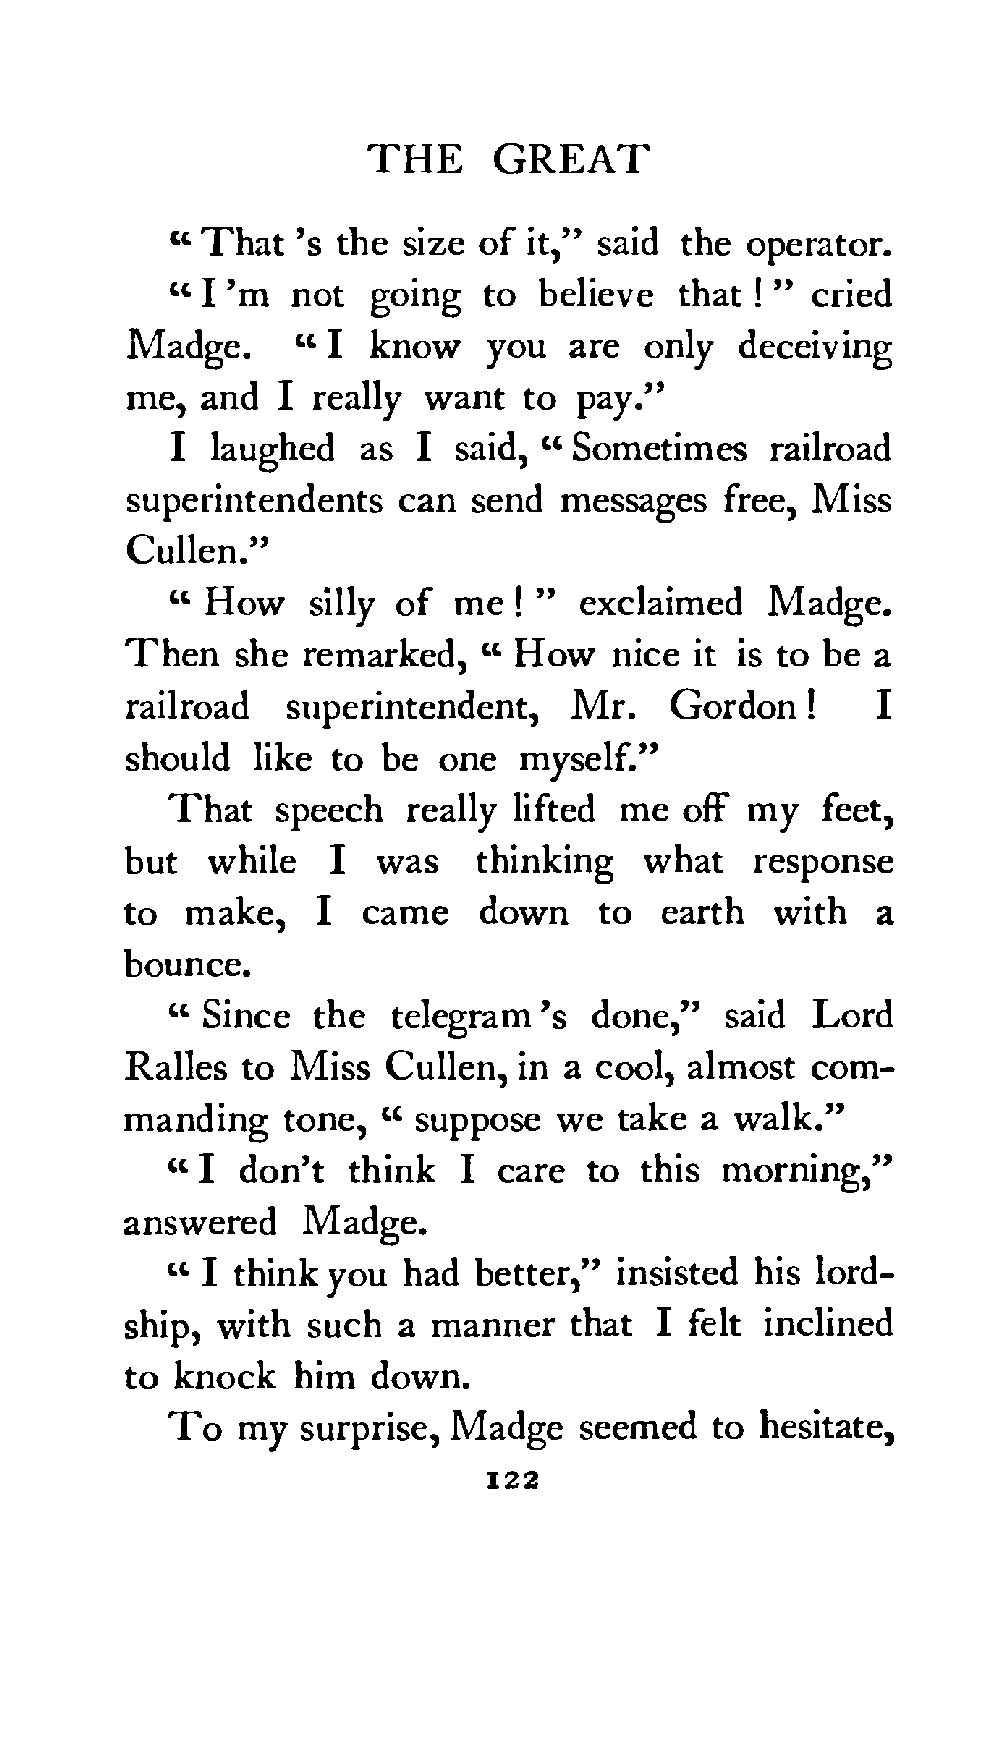 THE GREAT
“ That ’s the size of it,” said the operator.
“ I ’m not going to believe that ! ” cried
Madge. “ I know you are only deceiving
me, and I really want to pay.”
I laughed as I said, “ Sometimes railroad
superintendents can send messages free, Miss
Cullen.”
“ How silly of me ! ” exclaimed Madge.
Then she remarked, “ How nice it is to be a
railroad superintendent, Mr. Gordon ! I
should like to be one myself.”
That speech really lifted me off my feet,
but while I was thinking what response
to make, I came down to earth with a
bounce.
“ Since the telegram ’s done,” said Lord
Ralles to Miss Cullen, in a cool, almost com-
manding tone, “ suppose we take a walk.”
“ I don’t think I care to this morning,”
answered Madge.
“ I think you had better,” insisted his lord-
ship, with such a manner that I felt inclined
to knock him down.
To my surprise, Madge seemed to hesitate,
122